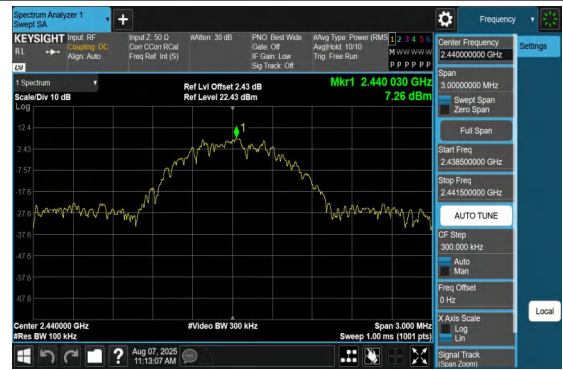 Spectrum Analyzer 1
Swept SA
Frequency
KEYSIGHT
Input: RF
Coupling: DC
Align: Auto
Input Z: 50 Ω
Corr CCorr RCal
Freq Ref: Int (S)
#Atten: 30 dB
PNO: Best Wide
Gate: Off
IF Gain: Low
Sig Track: Off
#Avg Type: Power (RMS
Avg|Hold: 10/10
Trig: Free Run
1 2 3 4 5 6
M W W W W W
P P P P P P
RL
LXI
1 Spectrum
Scale/Div 10 dB
Log
Ref Lvl Offset 2.43 dB
Ref Level 22.43 dBm
Mkr1 2.440 030 GHz
7.26 dBm
1
12.4
2.43
-7.57
-17.6
-27.6
-37.6
-47.6
-57.6
-67.6
Center 2.440000 GHz
#Res BW 100 kHz
#Video BW 300 kHz
Span 3.000 MHz
Sweep 1.00 ms (1001 pts)
Center Frequency
2.440000000 GHz
Settings
Span
3.00000000 MHz
Swept Span
Zero Span
Full Span
Start Freq
2.438500000 GHz
Stop Freq
2.441500000 GHz
AUTO TUNE
CF Step
300.000 kHz
Auto
Man
Freq Offset
0 Hz
X Axis Scale
Log
Lin
Signal Track
(Span Zoom)
Local
?
Aug 07, 2025
11:13:07 AM